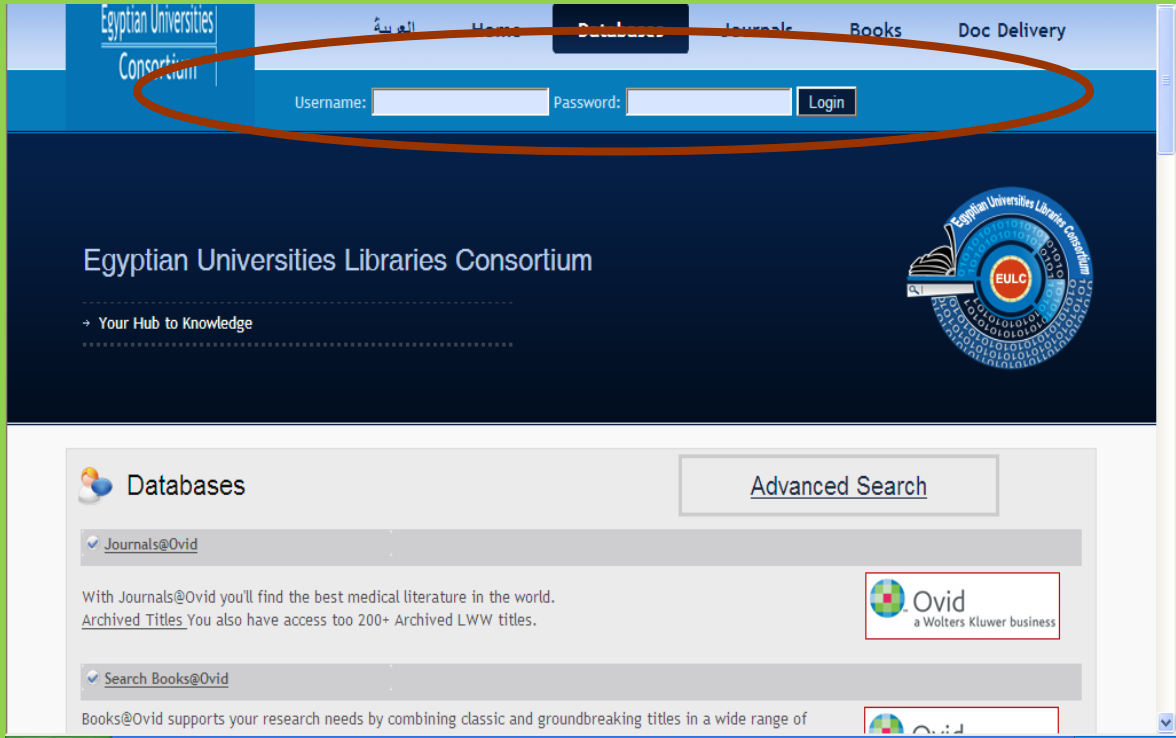 Egyptian Universities
Consortium
العربية Home Databases Journals Books Doc Delivery
Username: Password: Login
Egyptian Universities Libraries Consortium
Your Hub to Knowledge
Egyptian Universities Libraries Consortium
EULC
Databases
Advanced Search
Journals@Ovid
With Journals@Ovid you'll find the best medical literature in the world.
Archived Titles You also have access too 200+ Archived LWW titles.
Ovid
a Wolters Kluwer business
Search Books@Ovid
Books@Ovid supports your research needs by combining classic and groundbreaking titles in a wide range of
Ovid